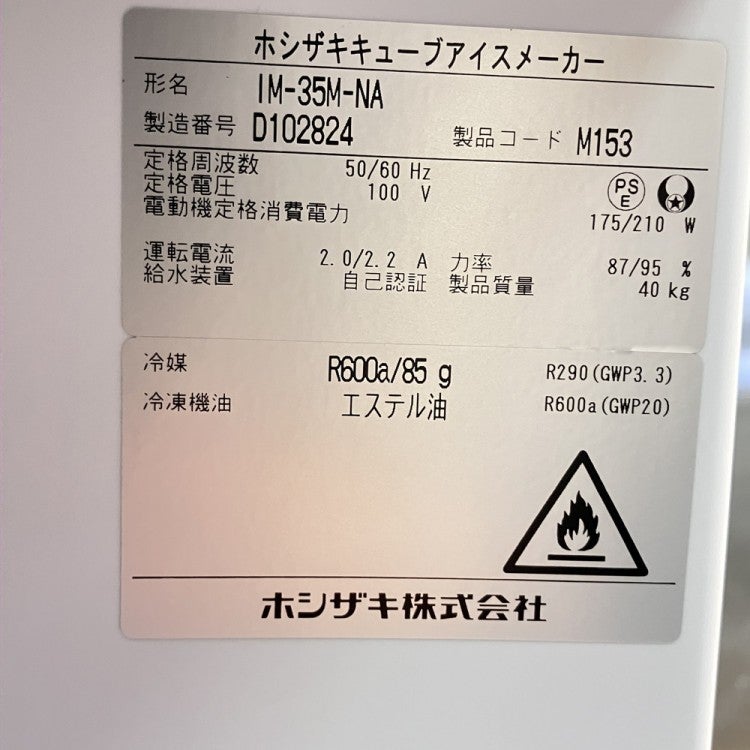 ホシザキキューブアイスメーカー
形名 IM-35M-NA
製造番号 D102824 製品コード M153
定格周波数 50/60 Hz
定格電圧 100 V
PS E
電動機定格消費電力 175/210 W
運転電流 2.0/2.2 A 力率 87/95 %
給水装置 自己認証 製品質量 40 kg
冷媒 R600a/85 g R290(GWP3.3)
冷凍機油 エステル油 R600a(GWP20)
ホシザキ株式会社